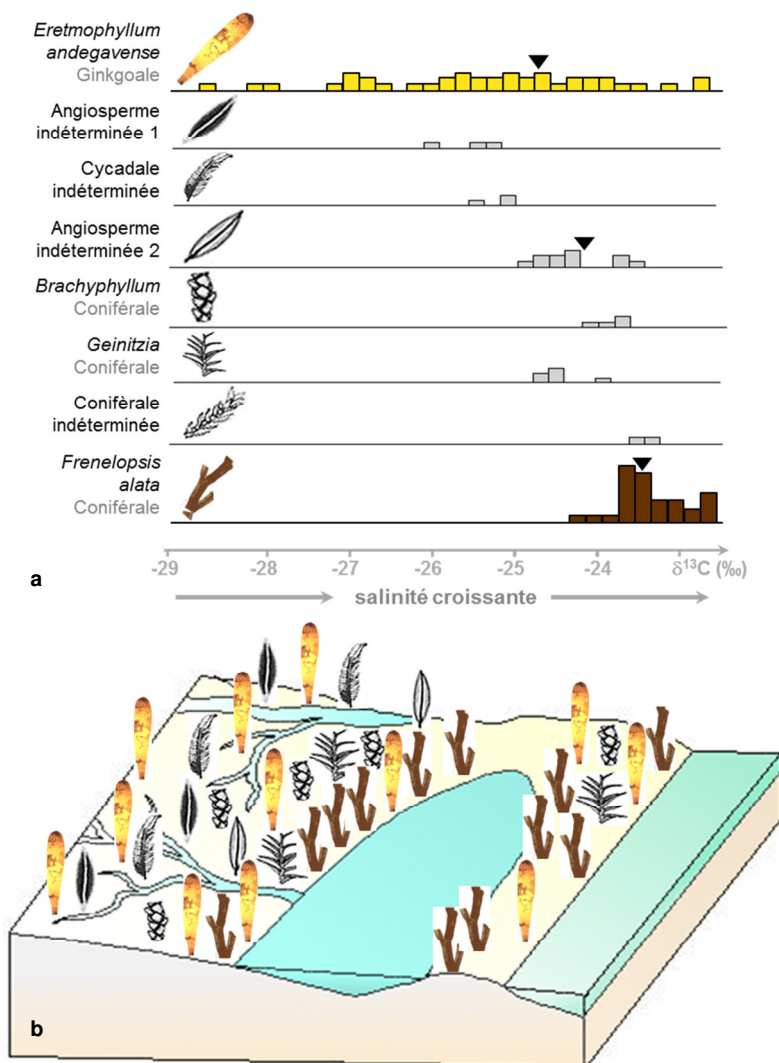 Eretmophyllum
andegavense
Ginkgoale
Angiosperme
indéterminée 1
Cycadale
indéterminée
Angiosperme
indéterminée 2
Brachyphyllum
Coniférale
Geinitzia
Coniférale
Conifèrale
indéterminée
Frenelopsis
alata
Coniférale
a
-29 -28 -27 -26 -25 -24 δ¹³C (‰)
salinité croissante
b